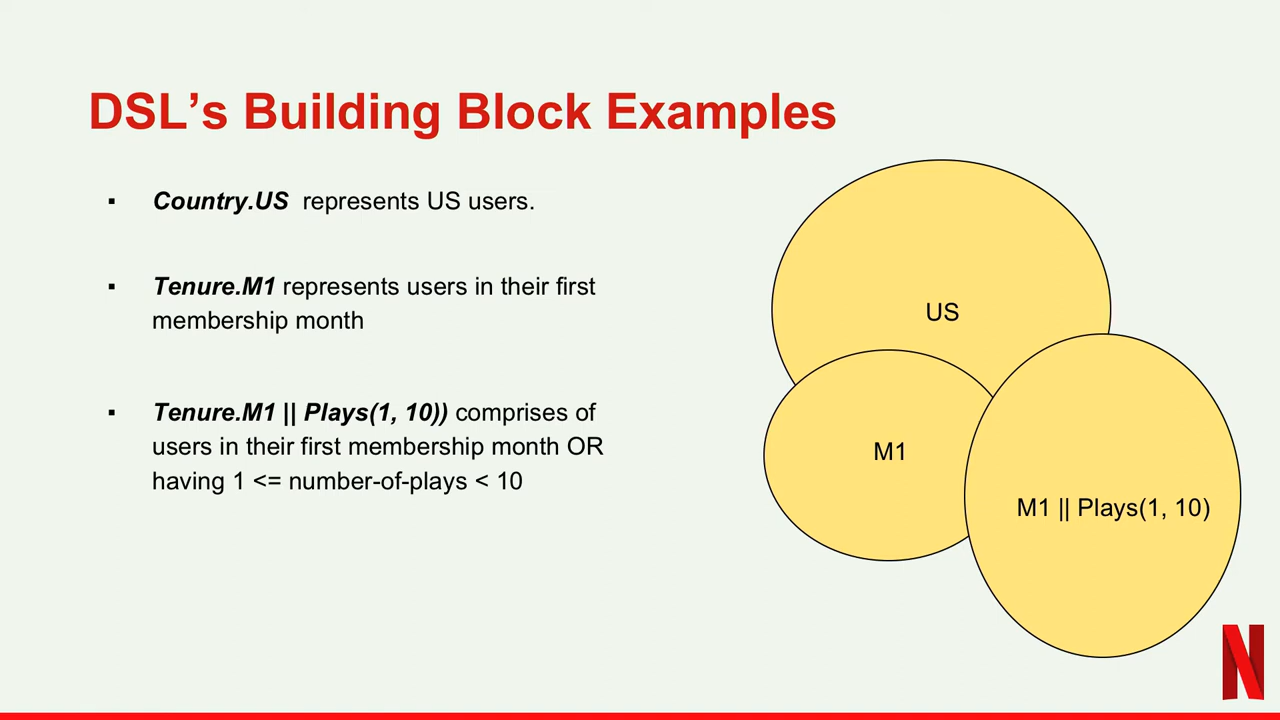 DSL’s Building Block Examples
▪ Country.US represents US users.
▪ Tenure.M1 represents users in their first
membership month
▪ Tenure.M1 || Plays(1, 10)) comprises of
users in their first membership month OR
having 1 <= number-of-plays < 10
US
M1
M1 || Plays(1, 10)
N